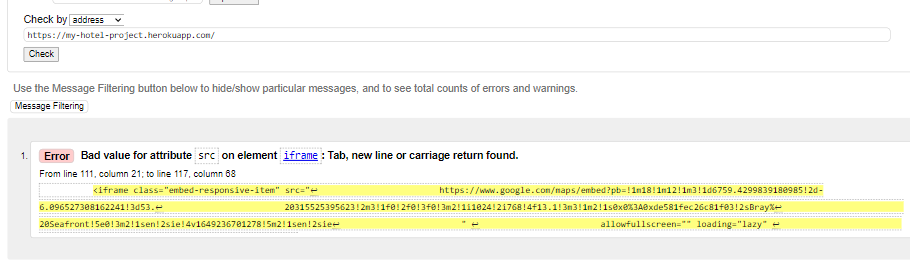 Check by address
https://my-hotel-project.herokuapp.com/
Check
Use the Message Filtering button below to hide/show particular messages, and to see total counts of errors and warnings.
Message Filtering
1. Error Bad value for attribute src on element iframe: Tab, new line or carriage return found.
From line 111, column 21; to line 117, column 68
<iframe class="embed-responsive-item" src="↩ https://www.google.com/maps/embed?pb=!1m18!1m12!1m3!1d6759.4299839180985!2d-
6.096527308162241!3d53.↩ 20315525395623!2m3!1f0!2f0!3f0!3m2!1i1024!2i768!4f13.1!3m3!1m2!1s0x0%3A0xde581fec26c81f03!2sBray%↩
20Seafront!5e0!3m2!1sen!2sie!4v1649236701278!5m2!1sen!2sie↩ " ↩ allowfullscreen="" loading="lazy" ↩